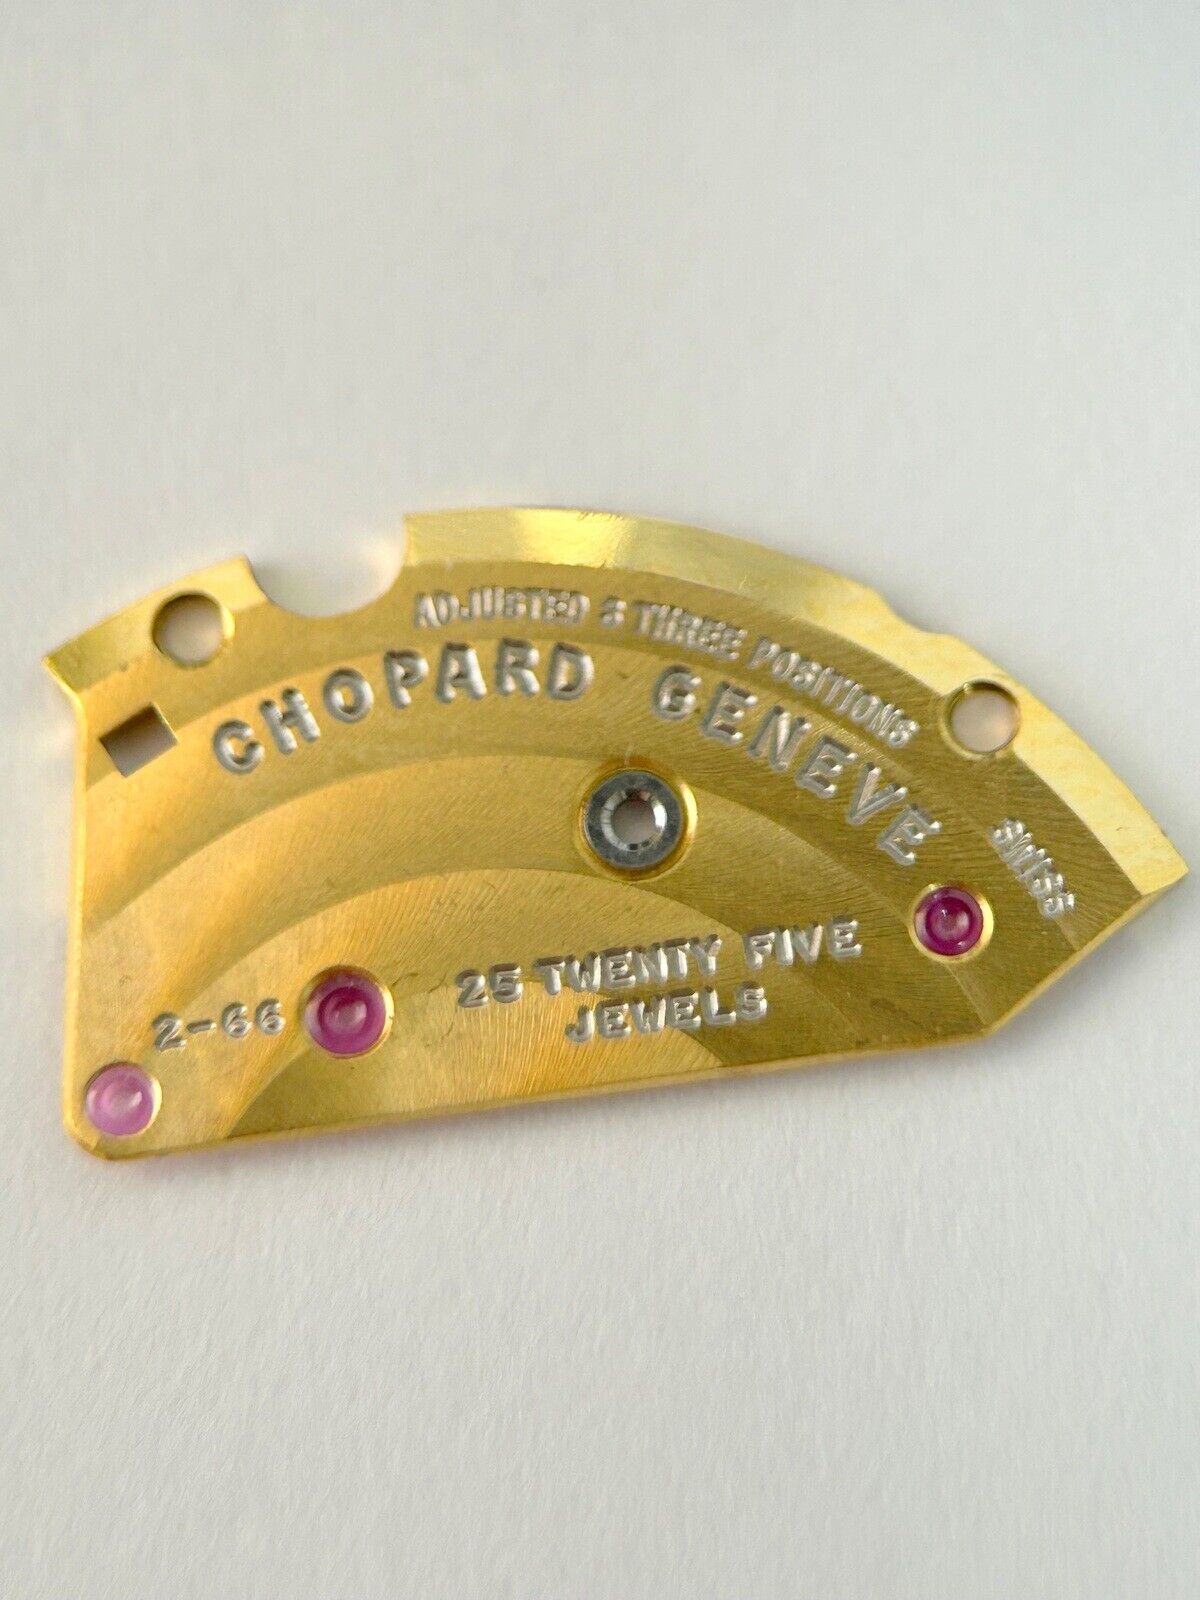 ADJUSTED 3 THREE POSITIONS
CHOPARD GENEVE
SWISS
25 TWENTY FIVE
JEWELS
2-66